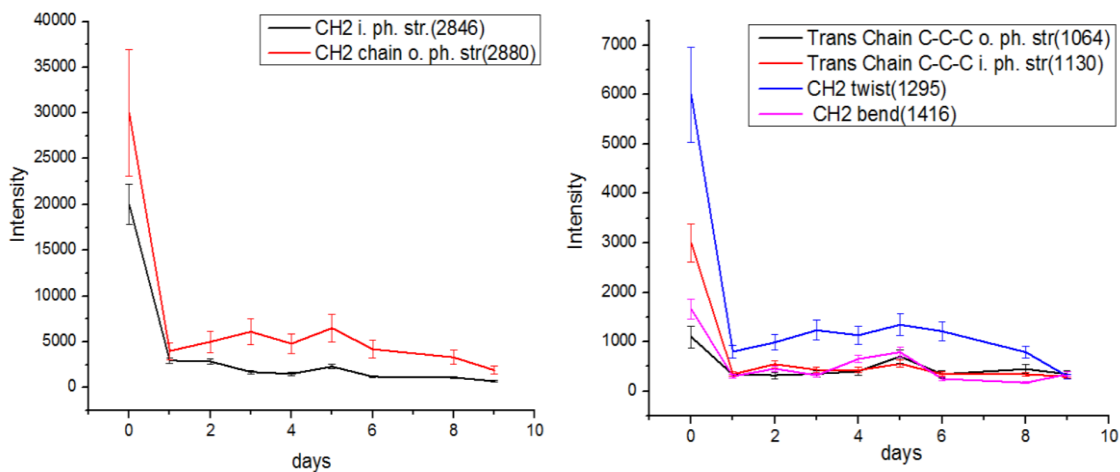 CH2 i. ph. str.(2846)
CH2 chain o. ph. str(2880)
40000
35000
30000
25000
20000
15000
10000
5000
0
Intensity
0 2 4 6 8 10
days
Trans Chain C-C-C o. ph. str(1064)
Trans Chain C-C-C i. ph. str(1130)
CH2 twist(1295)
CH2 bend(1416)
7000
6000
5000
4000
3000
2000
1000
0
Intensity
0 2 4 6 8 10
days